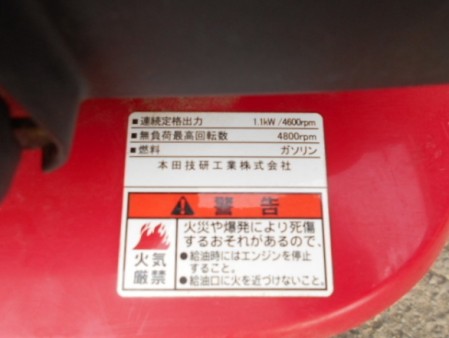 ■連続定格出力 1.1kW/4600rpm
■無負荷最高回転数 4800rpm
■燃料 ガソリン
本田技研工業株式会社
警告
火災や爆発により死傷
するおそれがあるので、
●給油時にはエンジンを停止
すること。
●給油口に火を近づけないこと。
火気
厳禁